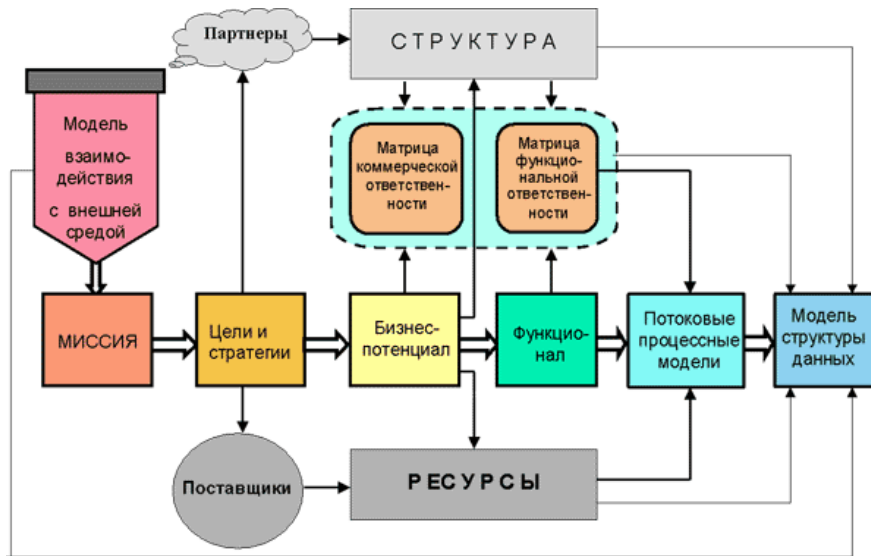 Партнеры
СТРУКТУРА
Модель
взаимо-
действия
с внешней
средой
Матрица
коммерческой
ответствен-
ности
Матрица
функцио-
нальной
ответствен-
ности
МИССИЯ
Цели и
стратегии
Бизнес-
потенциал
Функцио-
нал
Потоковые
процессные
модели
Модель
структуры
данных
Поставщики
РЕСУРСЫ